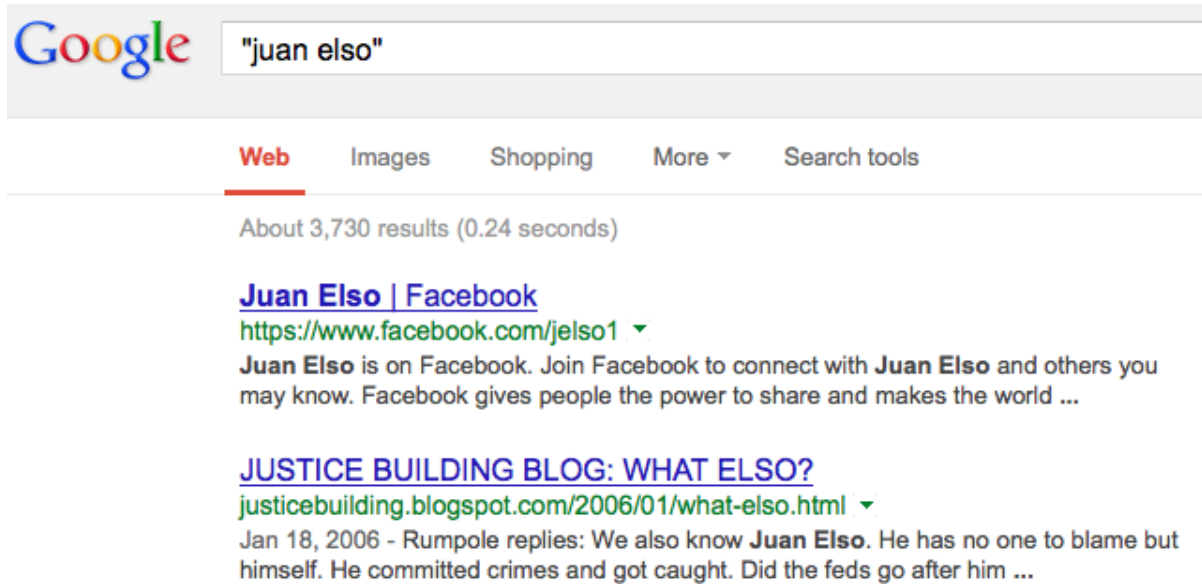 Google "juan elso"
Web Images Shopping More Search tools
About 3,730 results (0.24 seconds)
Juan Elso | Facebook
https://www.facebook.com/jelso1
Juan Elso is on Facebook. Join Facebook to connect with Juan Elso and others you
may know. Facebook gives people the power to share and makes the world ...
JUSTICE BUILDING BLOG: WHAT ELSO?
justicebuilding.blogspot.com/2006/01/what-elso.html
Jan 18, 2006 - Rumpole replies: We also know Juan Elso. He has no one to blame but
himself. He committed crimes and got caught. Did the feds go after him ...